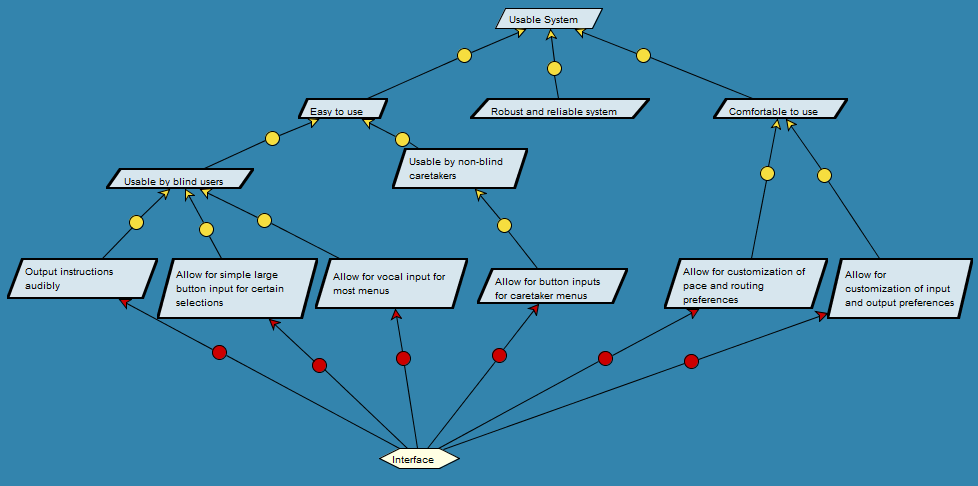 Usable System
Easy to use
Robust and reliable system
Comfortable to use
Usable by non-blind
caretakers
Usable by blind users
Output instructions
audibly
Allow for simple large
button input for certain
selections
Allow for vocal input for
most menus
Allow for button inputs
for caretaker menus
Allow for customization of
pace and routing
preferences
Allow for
customization of input
and output preferences
Interface